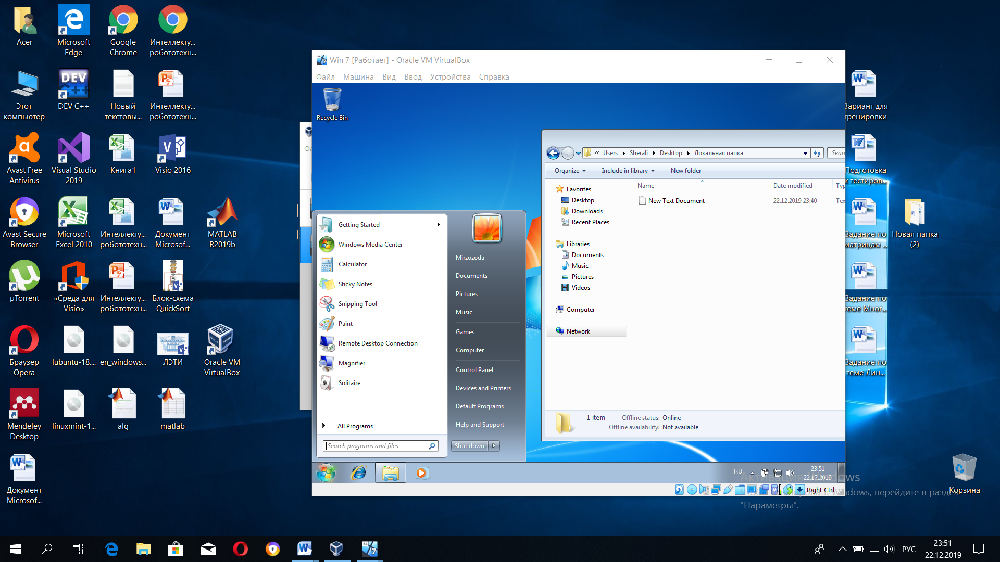 Acer
Microsoft
Edge
Google
Chrome
Интеллекту...
робототехн...
Этот
компьютер
DEV
C++
DEV C++
Новый
текстовы...
Интеллекту...
робототехн...
Avast Free
Antivirus
Visual Studio
2019
Книга1
Visio 2016
Avast Secure
Browser
Microsoft
Excel 2010
Интеллекту...
робототехн...
Документ
Microsof...
MATLAB
R2019b
µTorrent
«Среда для
Visio»
Интеллекту...
робототехн...
Блок-схема
QuickSort
Браузер
Opera
lubuntu-18....
en_windows...
ЛЭТИ
Oracle VM
VirtualBox
Mendeley
Desktop
linuxmint-1...
alg
matlab
Документ
Microsof...
Win 7 [Работает] - Oracle VM VirtualBox
Файл Машина Вид Ввод Устройства Справка
Recycle Bin
Getting Started
Windows Media Center
Calculator
Sticky Notes
Snipping Tool
Paint
Remote Desktop Connection
Magnifier
Solitaire
All Programs
Search programs and files
Mirzozoda
Documents
Pictures
Music
Games
Computer
Control Panel
Devices and Printers
Default Programs
Help and Support
Shut down
« Users Sherali Desktop Локальная папка
Sear
Organize Include in library New folder
Favorites
Desktop
Downloads
Recent Places
Libraries
Documents
Music
Pictures
Videos
Computer
Network
Name Date modified Typ
New Text Document 22.12.2019 23:40 Tex
1 item Offline status: Online
Offline availability: Not available
RU
23:51
22.12.2019
Right Ctrl
Вариант для
тренировки
Подготовка
к тестиров...
Задание по
матрицам ...
Новая папка
(2)
Задание по
теме Мног...
Задание по
теме Лин...
Корзина
Активация Windows
Windows, перейдите в раздел
"Параметры".
РУС
23:51
22.12.2019